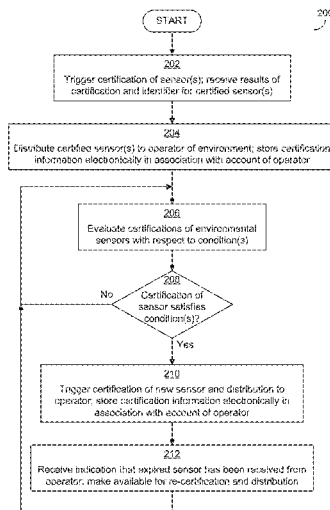 START
200
202
Trigger certification of sensor(s); receive results of
certification and identifier for certified sensor(s)
204
Distribute certified sensor(s) to operator of environment; store certification
information electronically in association with account of operator
206
Evaluate certifications of environmental
sensors with respect to condition(s)
208
No
Certification of
sensor satisfies
condition(s)?
Yes
210
Trigger certification of new sensor and distribution to
operator; store certification information electronically in
association with account of operator
212
Receive indication that expired sensor has been received from
operator; make available for re-certification and distribution